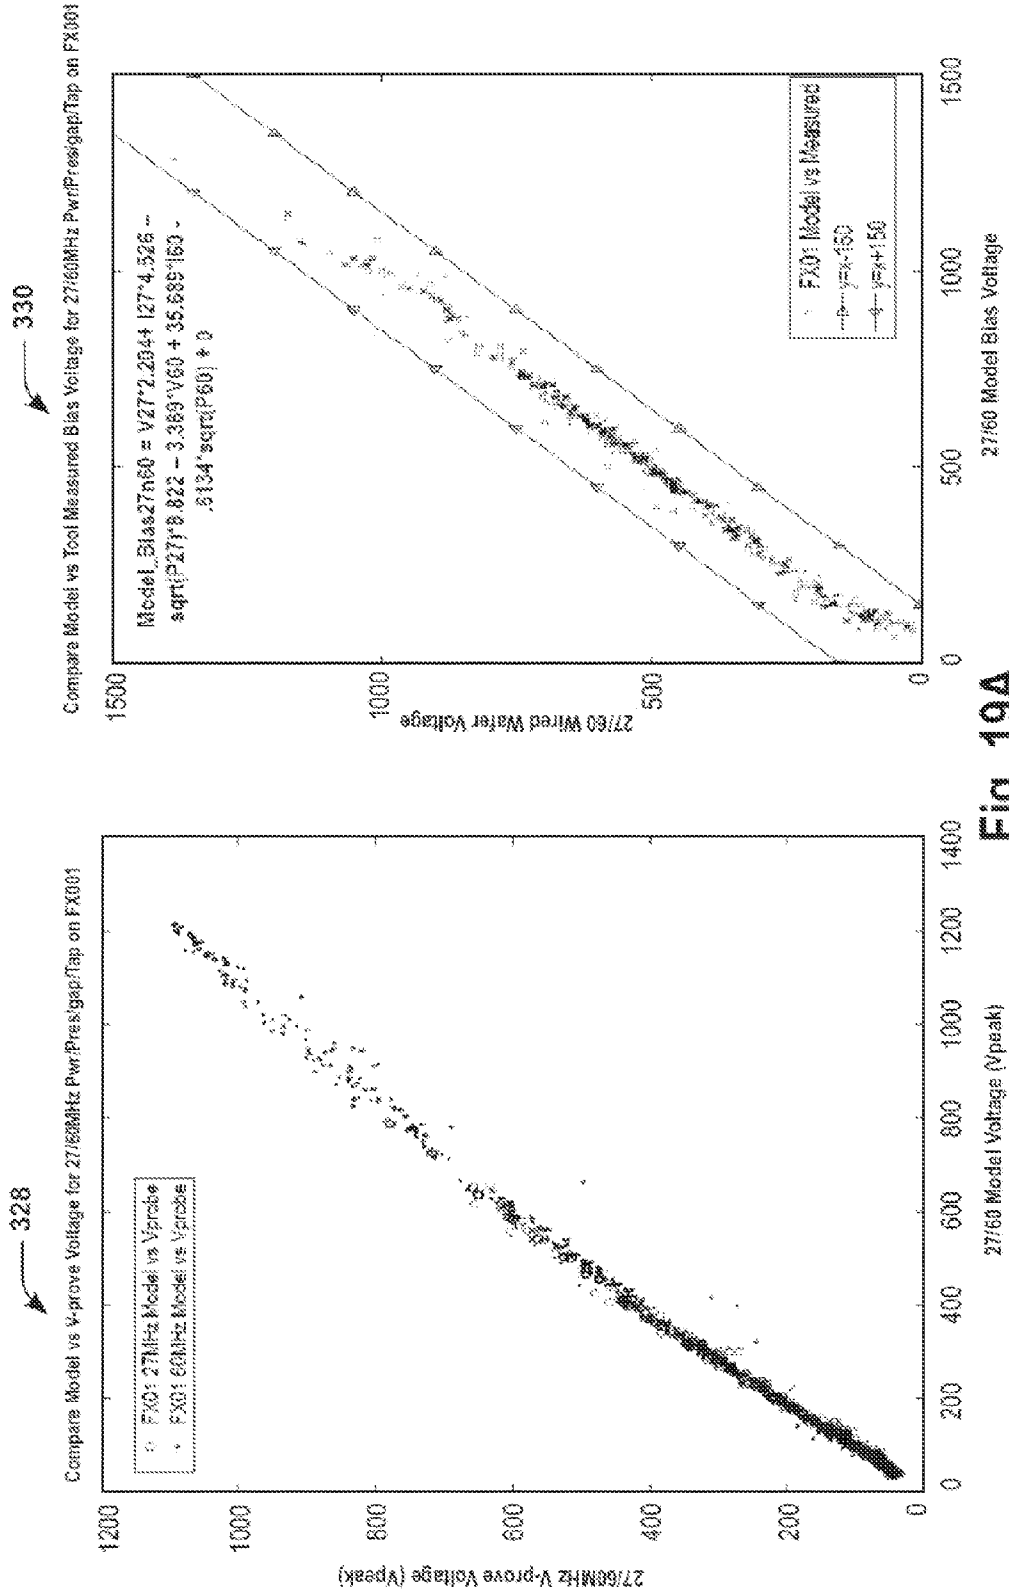 328
Compare Model vs V-prove Voltage for 27/60MHz Pwr/Pres/gap/Tap on FX001
FX01 27MHz Model vs Vprobe
FX01 60MHz Model vs Vprobe
27/60MHz V-prove Voltage (Vpeak)
1200
1000
800
600
400
200
0
0
200
400
600
800
1000
1200
1400
27/60 Model Voltage (Vpeak)
330
Compare Model vs Tool Measured Bias Voltage for 27/60MHz Pwr/Pres/gap/Tap on FX001
Model_Bias27n60 = V27*2.204+ I27*4.526 -
sqrt(P27)*8.822 - 3.369*V60 + 35.689*I60 -
.6134*sqrt(P60) + 0
FX01 Model vs Measured
y=x-150
y=x+150
27/60 Wired Wafer Voltage
1500
1000
500
0
0
500
1000
1500
27/60 Model Bias Voltage
Fig. 19A